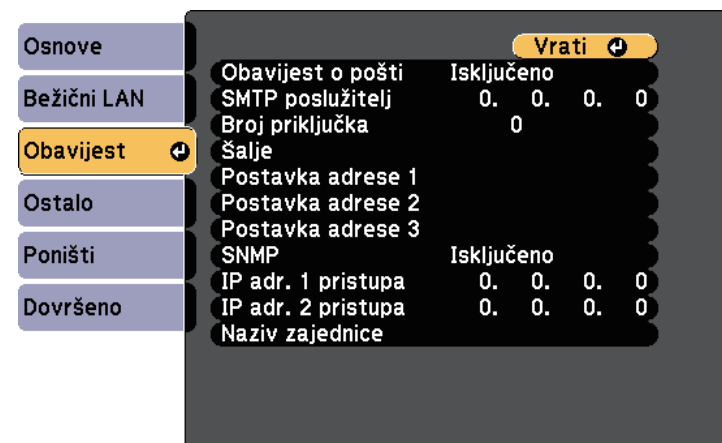 Osnove
Bežični LAN
Obavijest
Ostalo
Poništi
Dovršeno
Vrati
Obavijest o pošti Isključeno
SMTP poslužitelj 0. 0. 0. 0
Broj priključka 0
Šalje
Postavka adrese 1
Postavka adrese 2
Postavka adrese 3
SNMP Isključeno
IP adr. 1 pristupa 0. 0. 0. 0
IP adr. 2 pristupa 0. 0. 0. 0
Naziv zajednice